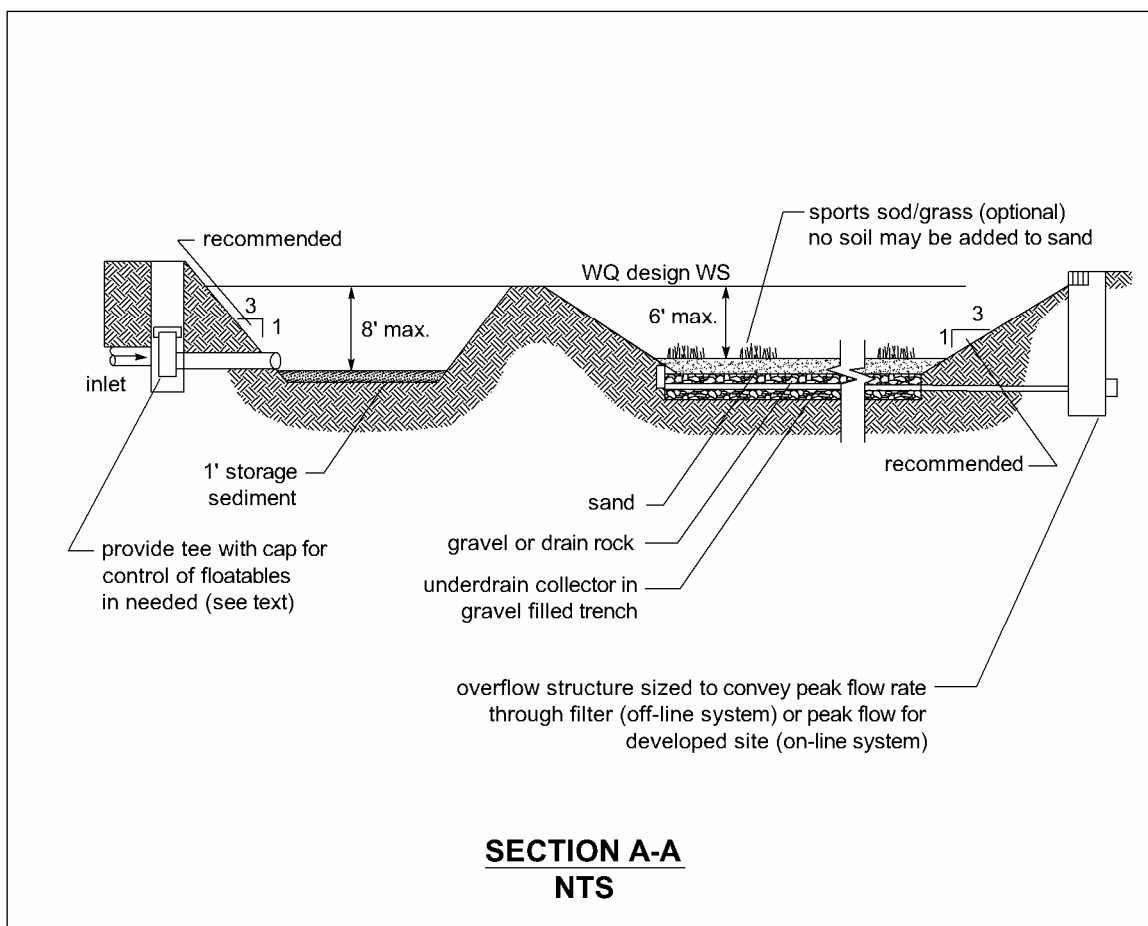 sports sod/grass (optional)
no soil may be added to sand
recommended
WQ design WS
3
1
8' max.
6' max.
3
1
inlet
1' storage
sediment
recommended
sand
gravel or drain rock
provide tee with cap for
control of floatables
in needed (see text)
underdrain collector in
gravel filled trench
overflow structure sized to convey peak flow rate
through filter (off-line system) or peak flow for
developed site (on-line system)
SECTION A-A
NTS